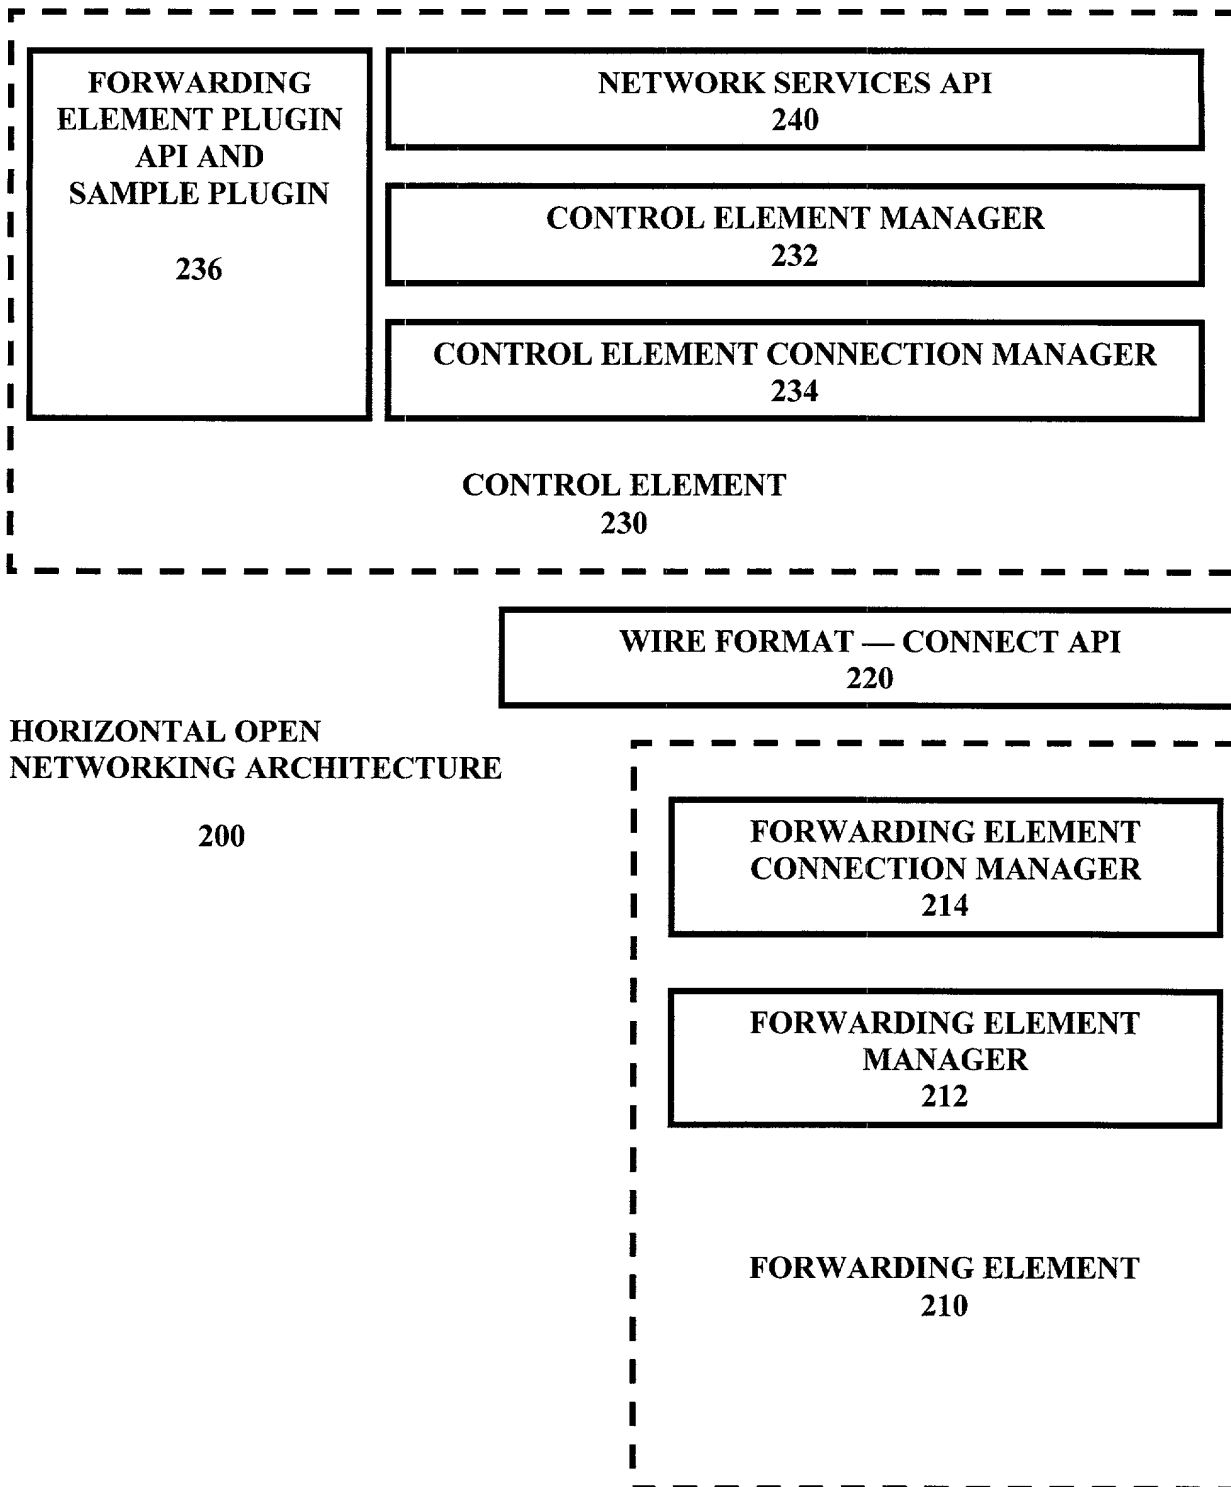 FORWARDING
ELEMENT PLUGIN
API AND
SAMPLE PLUGIN
236
NETWORK SERVICES API
240
CONTROL ELEMENT MANAGER
232
CONTROL ELEMENT CONNECTION MANAGER
234
CONTROL ELEMENT
230
WIRE FORMAT — CONNECT API
220
HORIZONTAL OPEN
NETWORKING ARCHITECTURE
200
FORWARDING ELEMENT
CONNECTION MANAGER
214
FORWARDING ELEMENT
MANAGER
212
FORWARDING ELEMENT
210